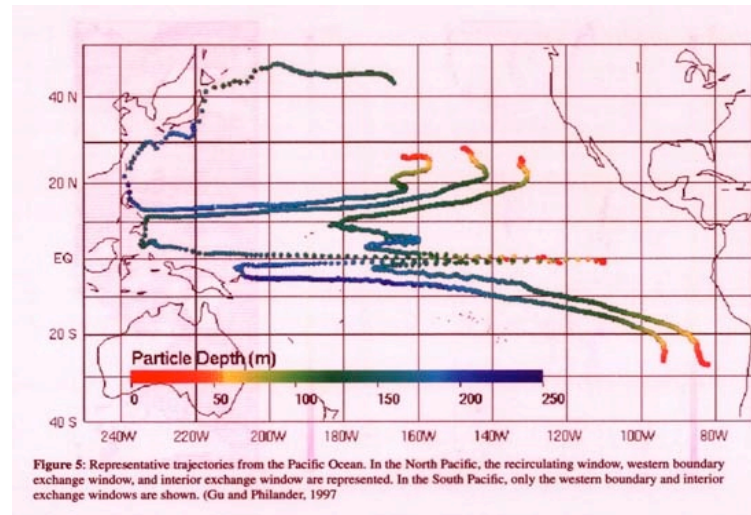 40 N
20 N
EQ
20 S
40 S
Particle Depth (m)
0 50 100 150 200 250
240W 220W 200W 180W 160W 140W 120W 100W 80W
Figure 5: Representative trajectories from the Pacific Ocean. In the North Pacific, the recirculating window, western boundary
exchange window, and interior exchange window are represented. In the South Pacific, only the western boundary and interior
exchange windows are shown. (Gu and Philander, 1997